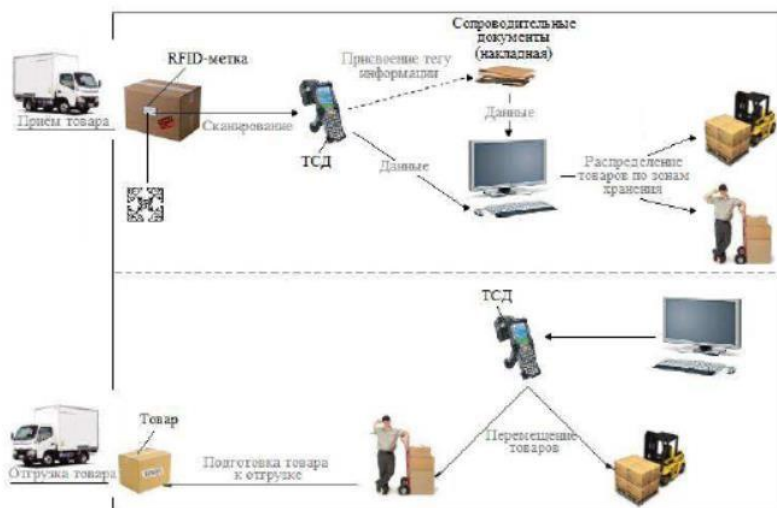 Сопроводительные
документы
(накладная)
RFID-метка
Присвоение тегу
информации
Приём товара
Сканирование
Данные
ТСД
Данные
Распределение
товаров по зонам
хранения
ТСД
Товар
Перемещение
товаров
Отгрузка товара
Подготовка товара
к отгрузке